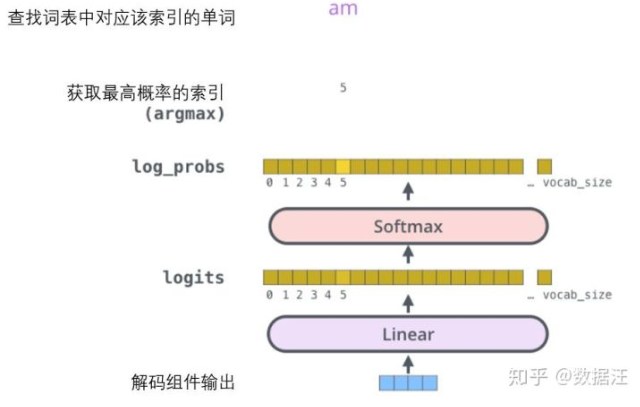 查找词表中对应该索引的单词
am
获取最高概率的索引
(argmax)
5
log_probs
0 1 2 3 4 5 … vocab_size
Softmax
logits
0 1 2 3 4 5 … vocab_size
Linear
解码组件输出
知乎 @数据汪